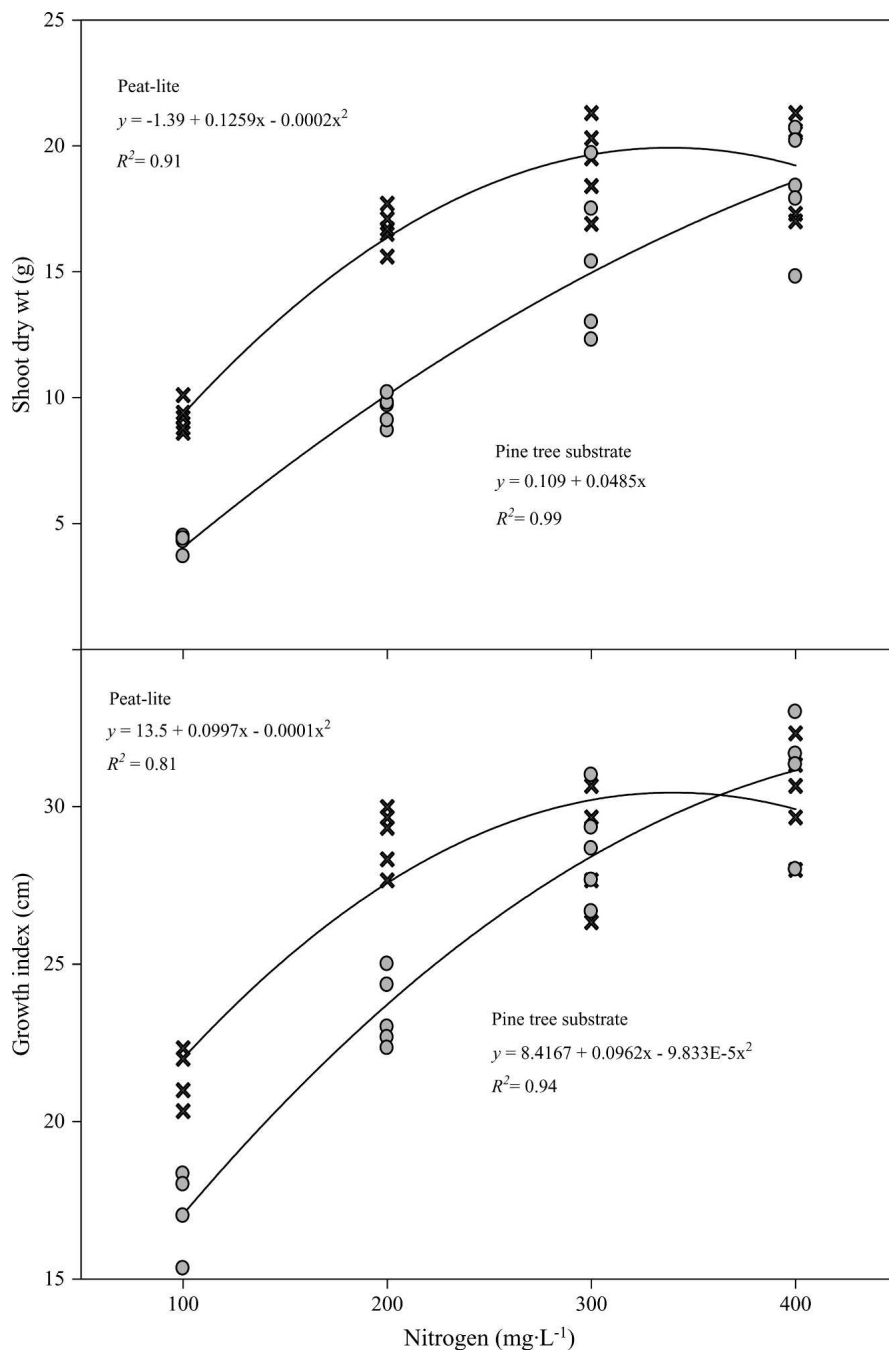 25
20
15
10
5
Shoot dry wt (g)
Peat-lite
y = -1.39 + 0.1259x - 0.0002x²
R²= 0.91
Pine tree substrate
y = 0.109 + 0.0485x
R²= 0.99
30
25
20
15
Growth index (cm)
Peat-lite
y = 13.5 + 0.0997x - 0.0001x²
R² = 0.81
Pine tree substrate
y = 8.4167 + 0.0962x - 9.833E-5x²
R²= 0.94
100 200 300 400
Nitrogen (mg·L⁻¹)